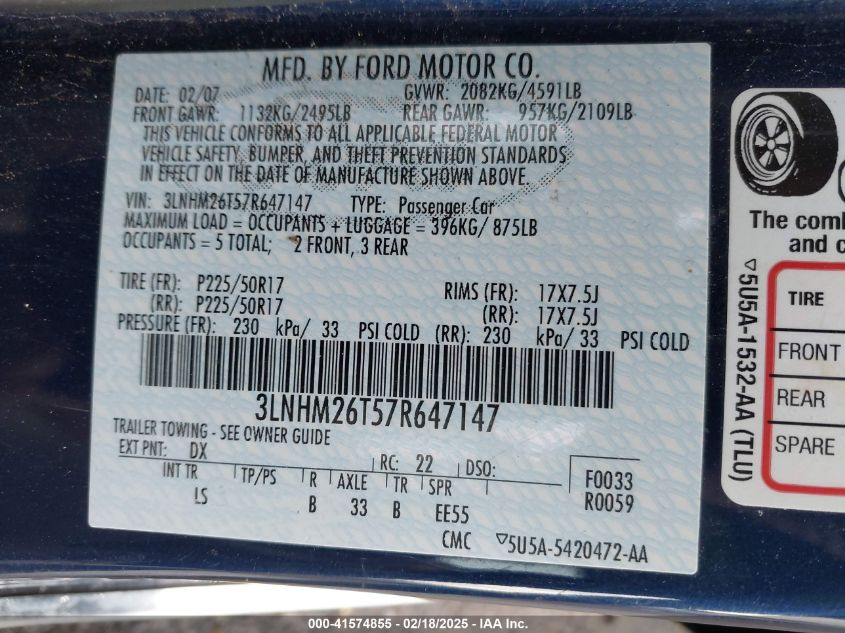 MFD. BY FORD MOTOR CO.
DATE: 02/07 GVWR: 2082KG/4591LB
FRONT GAWR: 1132KG/2495LB REAR GAWR: 957KG/2109LB
THIS VEHICLE CONFORMS TO ALL APPLICABLE FEDERAL MOTOR
VEHICLE SAFETY, BUMPER, AND THEFT PREVENTION STANDARDS
IN EFFECT ON THE DATE OF MANUFACTURE SHOWN ABOVE.
VIN: 3LNHM26T57R647147 TYPE: Passenger Car
MAXIMUM LOAD = OCCUPANTS + LUGGAGE = 396KG/ 875LB
OCCUPANTS = 5 TOTAL; 2 FRONT, 3 REAR
TIRE (FR): P225/50R17 RIMS (FR): 17X7.5J
(RR): P225/50R17 (RR): 17X7.5J
PRESSURE (FR): 230 kPa/ 33 PSI COLD (RR): 230 kPa/ 33 PSI COLD
3LNHM26T57R647147
TRAILER TOWING - SEE OWNER GUIDE
EXT PNT: DX RC: 22 DSO: F0033
INT TR TP/PS R AXLE TR SPR R0059
LS B 33 B EE55
CMC ▽5U5A-5420472-AA
The comb
and c
▽5U5A-1532-AA (TLU)
TIRE
FRONT
REAR
SPARE
000-41574855 - 02/18/2025 - IAA Inc.